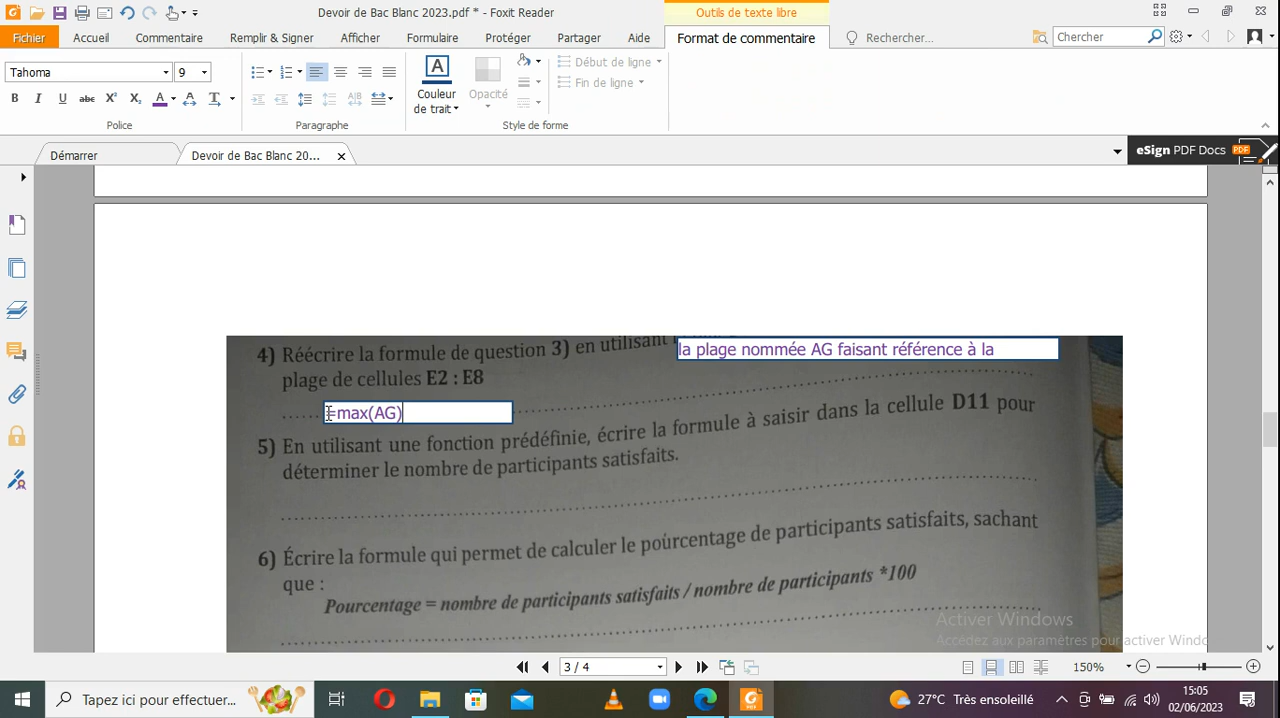 Devoir de Bac Blanc 2023.pdf * - Foxit Reader
Outils de texte libre
Fichier Accueil Commentaire Remplir & Signer Afficher Formulaire Protéger Partager Aide Format de commentaire Rechercher... Chercher
Tahoma 9
Début de ligne
Fin de ligne
Couleur de trait
Opacité
Police Paragraphe Style de forme
Démarrer Devoir de Bac Blanc 20... eSign PDF Docs PDF
4) Réécrire la formule de question 3) en utilisant la plage nommée AG faisant référence à la
plage de cellules E2 : E8
=max(AG)
5) En utilisant une fonction prédéfinie, écrire la formule à saisir dans la cellule D11 pour
déterminer le nombre de participants satisfaits.
6) Écrire la formule qui permet de calculer le pourcentage de participants satisfaits, sachant
que :
Pourcentage = nombre de participants satisfaits / nombre de participants *100
Activer Windows
Accédez aux paramètres pour activer Windo
3 / 4 150%
Tapez ici pour effectuer... 27°C Très ensoleillé 15:05
02/06/2023